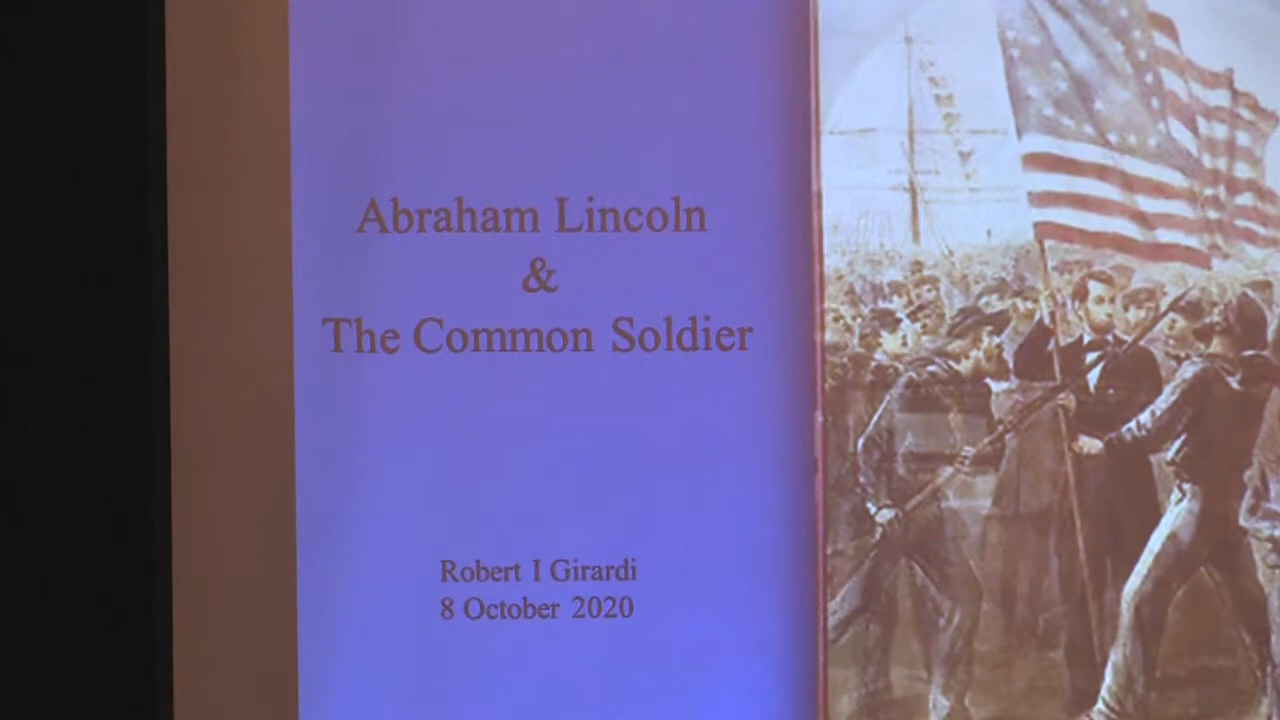 Abraham Lincoln
&
The Common Soldier
Robert I Girardi
8 October 2020